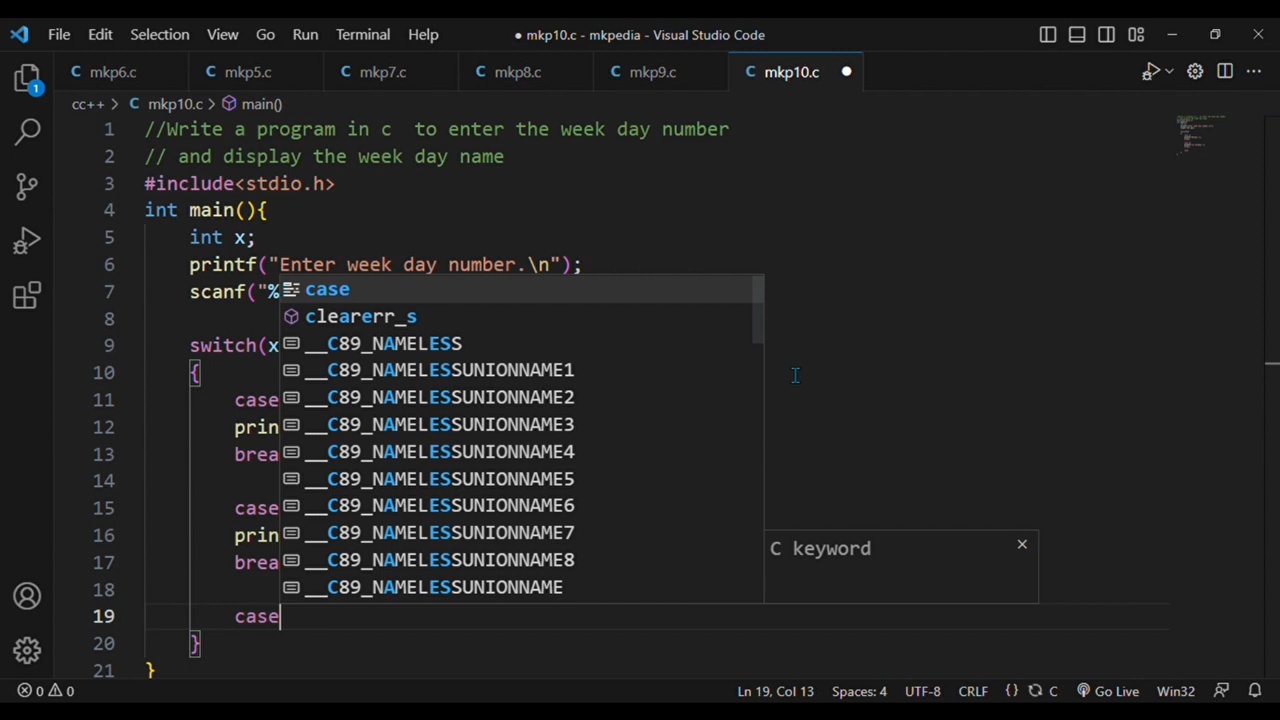 File Edit Selection View Go Run Terminal Help ● mkp10.c - mkpedia - Visual Studio Code
C mkp6.c C mkp5.c C mkp7.c C mkp8.c C mkp9.c C mkp10.c ●
1
cc++ > C mkp10.c > main()
1 //Write a program in c  to enter the week day number
2 // and display the week day name
3 #include<stdio.h>
4 int main(){
5 int x;
6 printf("Enter week day number.\n");
7 scanf("%
case
8
clearerr_s
9 switch(x
__C89_NAMELESS
10 {
__C89_NAMELESSUNIONNAME1
11 case
__C89_NAMELESSUNIONNAME2
12 prin
__C89_NAMELESSUNIONNAME3
13 brea
__C89_NAMELESSUNIONNAME4
14
__C89_NAMELESSUNIONNAME5
15 case
__C89_NAMELESSUNIONNAME6
16 prin
__C89_NAMELESSUNIONNAME7
17 brea
__C89_NAMELESSUNIONNAME8
18
__C89_NAMELESSUNIONNAME
C keyword
19 case
20 }
21 }
0 0 Ln 19, Col 13 Spaces: 4 UTF-8 CRLF {} C Go Live Win32